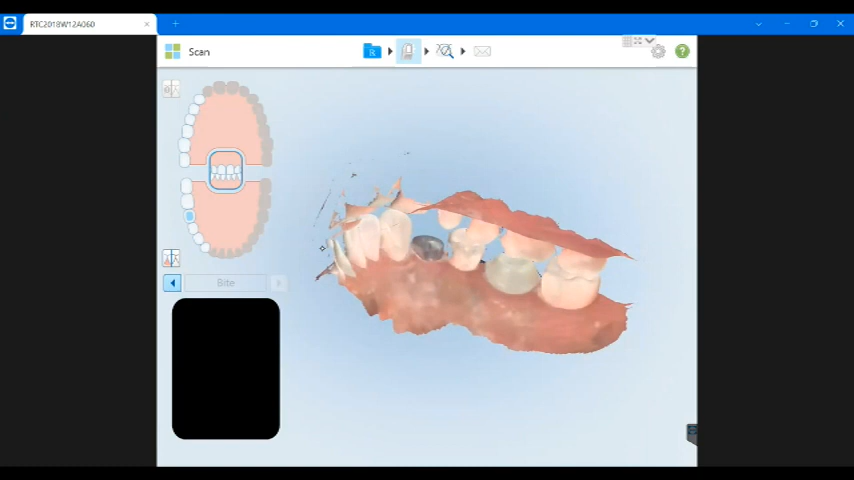 RTC2018W12A060
Scan
R
?
Bite